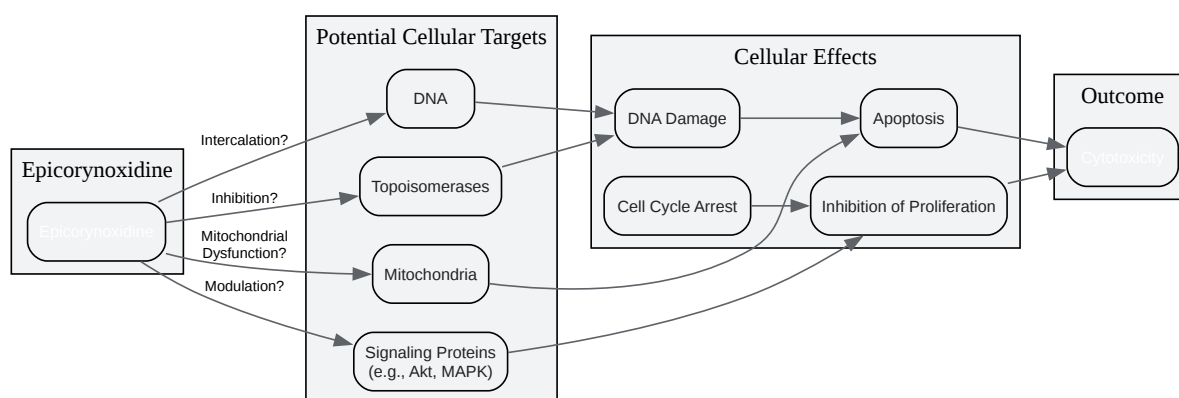 Epicorynoxidine
Epicorynoxidine
Intercalation?
Inhibition?
Mitochondrial
Dysfunction?
Modulation?
Potential Cellular Targets
DNA
Topoisomerases
Mitochondria
Signaling Proteins
(e.g., Akt, MAPK)
Cellular Effects
DNA Damage
Apoptosis
Cell Cycle Arrest
Inhibition of Proliferation
Outcome
Cytotoxicity